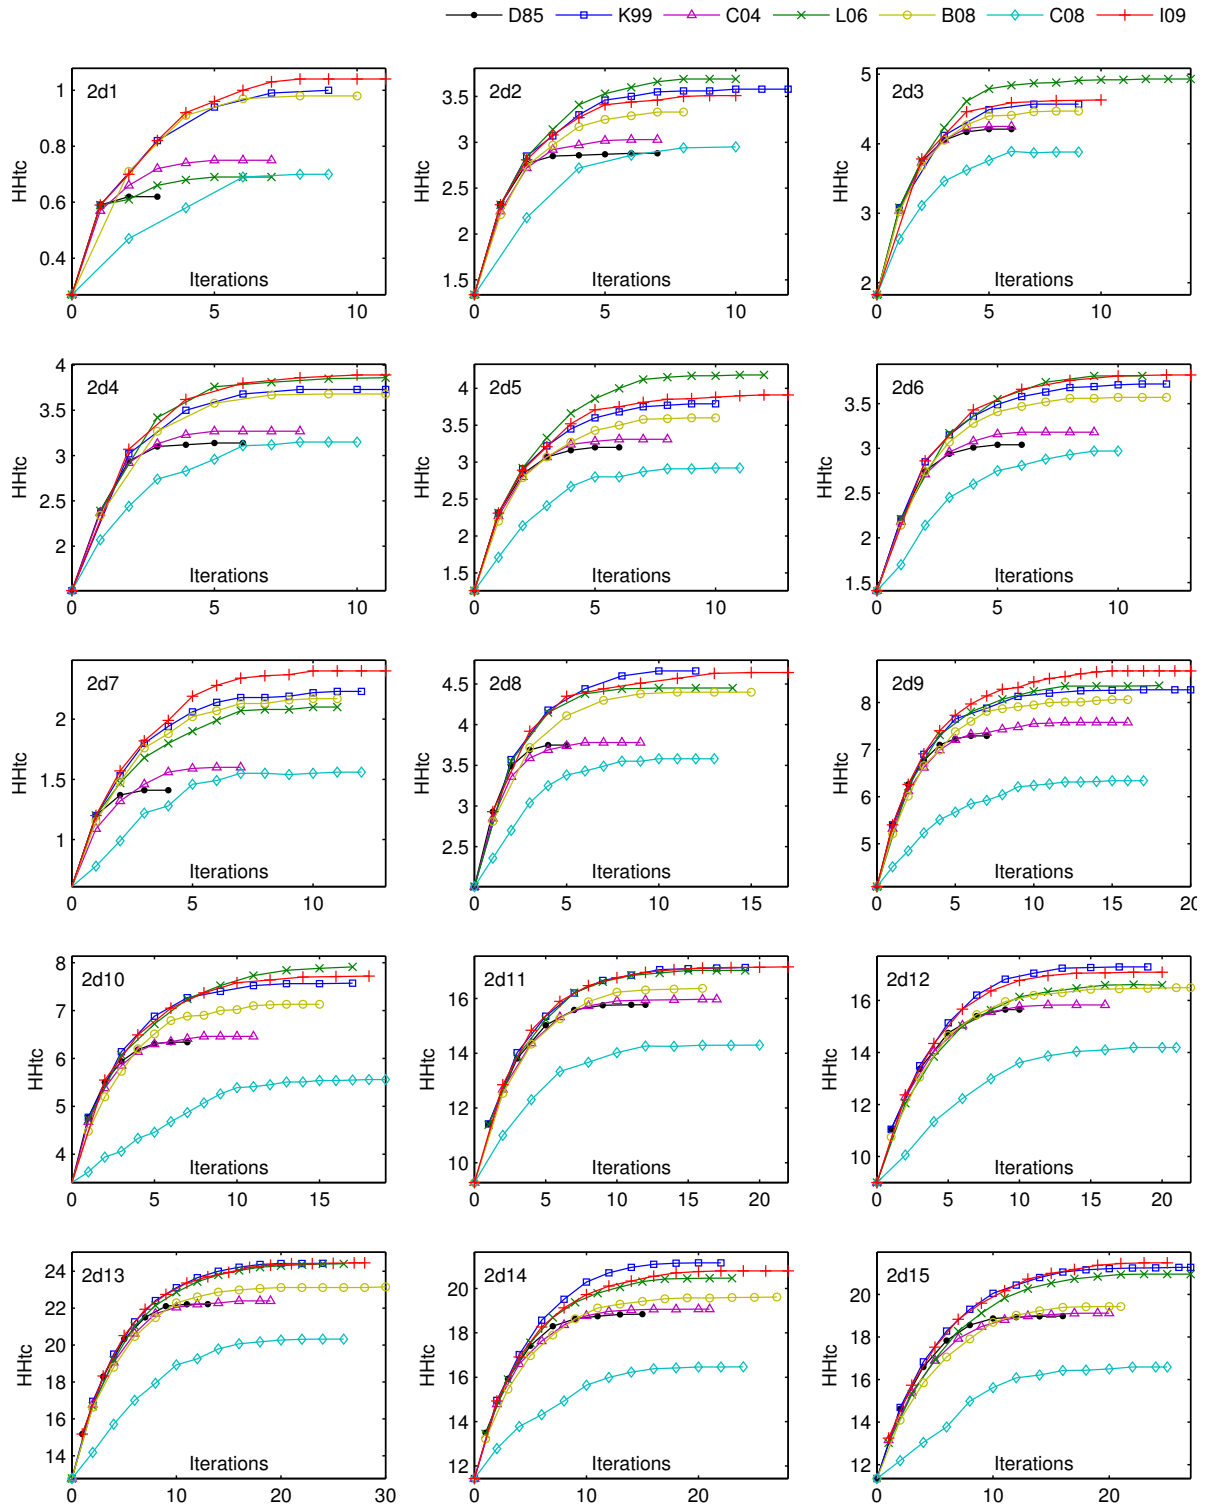 D85 K99 C04 L06 B08 C08 I09
2d1 2d2 2d3
HHtc HHtc HHtc
1 0.8 0.6 0.4
3.5 3 2.5 2 1.5
5 4 3 2
Iterations Iterations Iterations
0 5 10 0 5 10 0 5 10
2d4 2d5 2d6
HHtc HHtc HHtc
4 3.5 3 2.5 2
3.5 3 2.5 2 1.5
3.5 3 2.5 2 1.5
Iterations Iterations Iterations
0 5 10 0 5 10 0 5 10
2d7 2d8 2d9
HHtc HHtc HHtc
2 1.5 1
4.5 4 3.5 3 2.5
8 7 6 5
Iterations Iterations Iterations
0 5 10 0 5 10 15 0 5 10 15 20
2d10 2d11 2d12
HHtc HHtc HHtc
8 7 6 5 4
16 14 12 10
16 14 12 10
Iterations Iterations Iterations
0 5 10 15 0 5 10 15 20 0 5 10 15 20
2d13 2d14 2d15
HHtc HHtc HHtc
24 22 20 18 16 14
20 18 16 14 12
20 18 16 14 12
Iterations Iterations Iterations
0 10 20 30 0 10 20 0 10 20